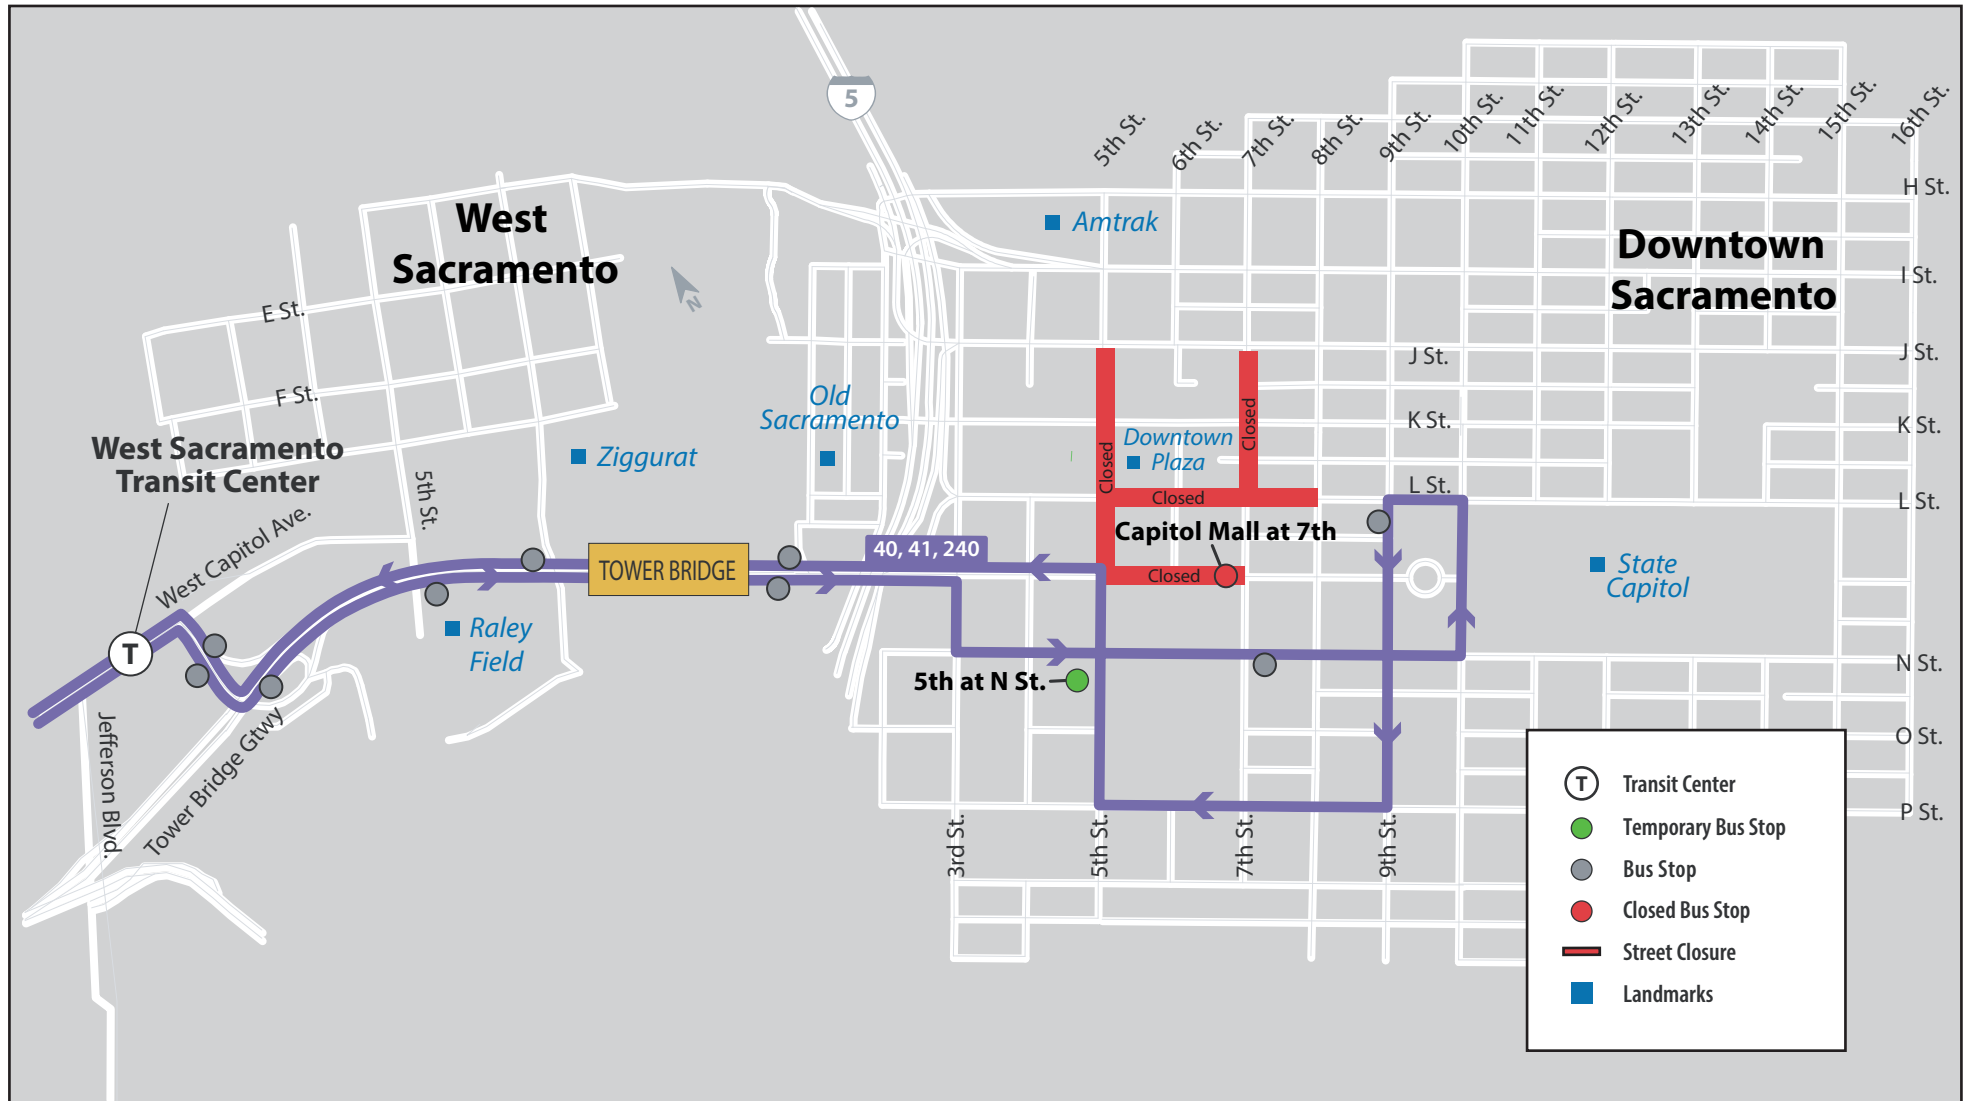 5
5th St.
6th St.
7th St.
8th St.
9th St.
10th St.
11th St.
12th St.
13th St.
14th St.
15th St.
16th St.
H St.
West
Sacramento
Amtrak
Downtown
Sacramento
I St.
N
E St.
J St.
J St.
F St.
Old
Sacramento
Closed
K St.
K St.
West Sacramento
Transit Center
Ziggurat
Downtown
Plaza
Closed
5th St.
L St.
L St.
Closed
West Capitol Ave.
Capitol Mall at 7th
40, 41, 240
TOWER BRIDGE
Closed
State
Capitol
T
Raley
Field
N St.
5th at N St.
Jefferson Blvd.
Tower Bridge Gtwy
O St.
P St.
3rd St.
5th St.
7th St.
9th St.
T Transit Center
Temporary Bus Stop
Bus Stop
Closed Bus Stop
Street Closure
Landmarks